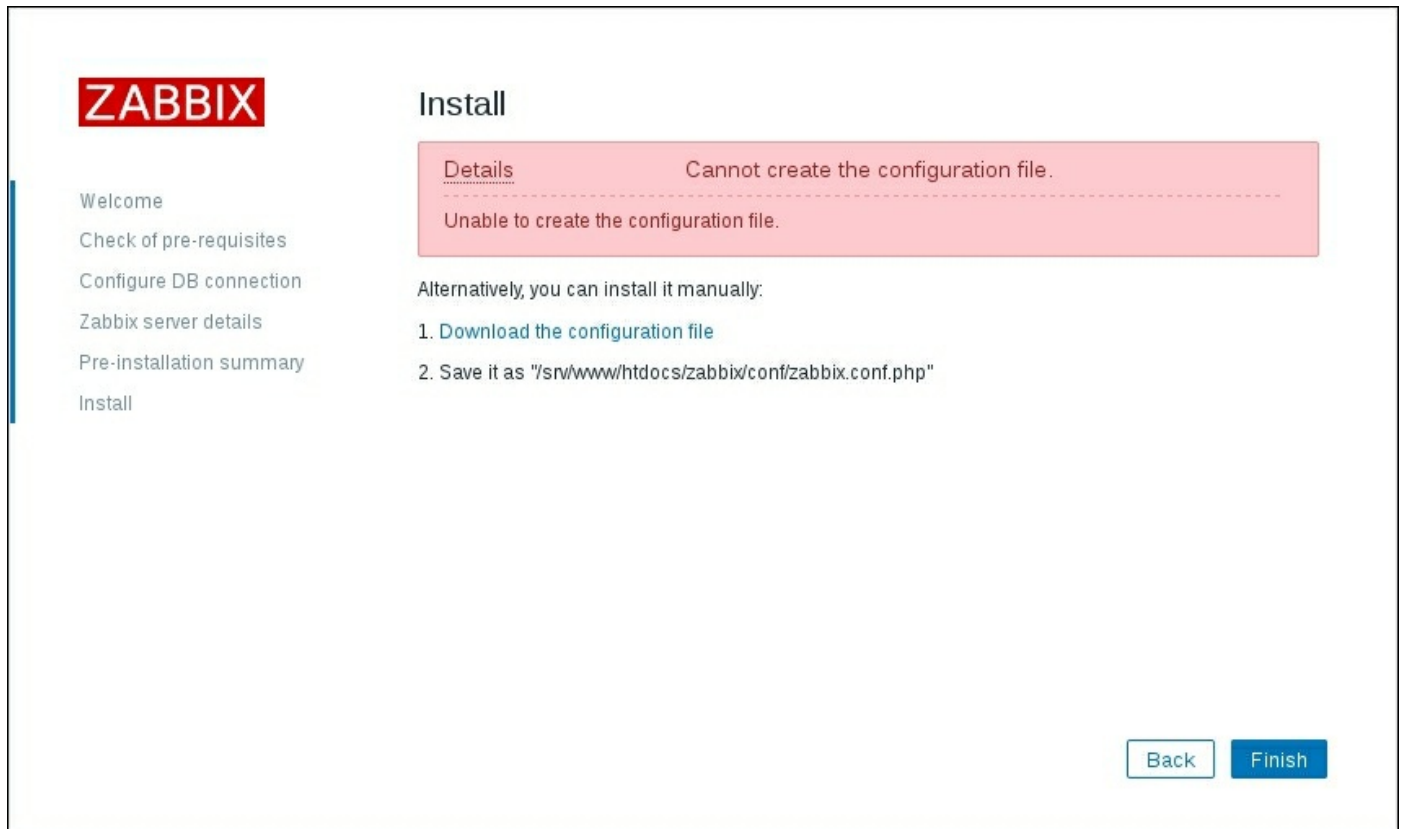 ZABBIX
Welcome
Check of pre-requisites
Configure DB connection
Zabbix server details
Pre-installation summary
Install
Install
Details Cannot create the configuration file.
Unable to create the configuration file.
Alternatively, you can install it manually:
1. Download the configuration file
2. Save it as "/srv/www/htdocs/zabbix/conf/zabbix.conf.php"
Back Finish